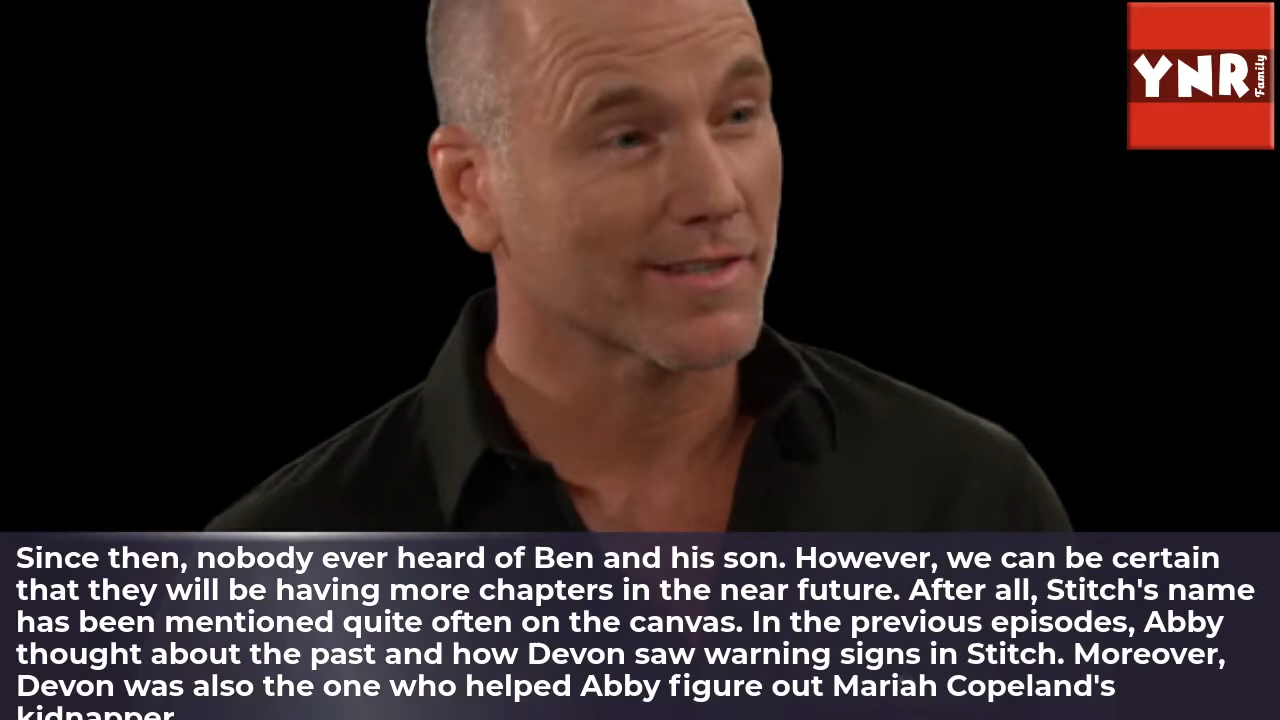 YNR
Family
Since then, nobody ever heard of Ben and his son. However, we can be certain
that they will be having more chapters in the near future. After all, Stitch's name
has been mentioned quite often on the canvas. In the previous episodes, Abby
thought about the past and how Devon saw warning signs in Stitch. Moreover,
Devon was also the one who helped Abby figure out Mariah Copeland's
kidnapper.